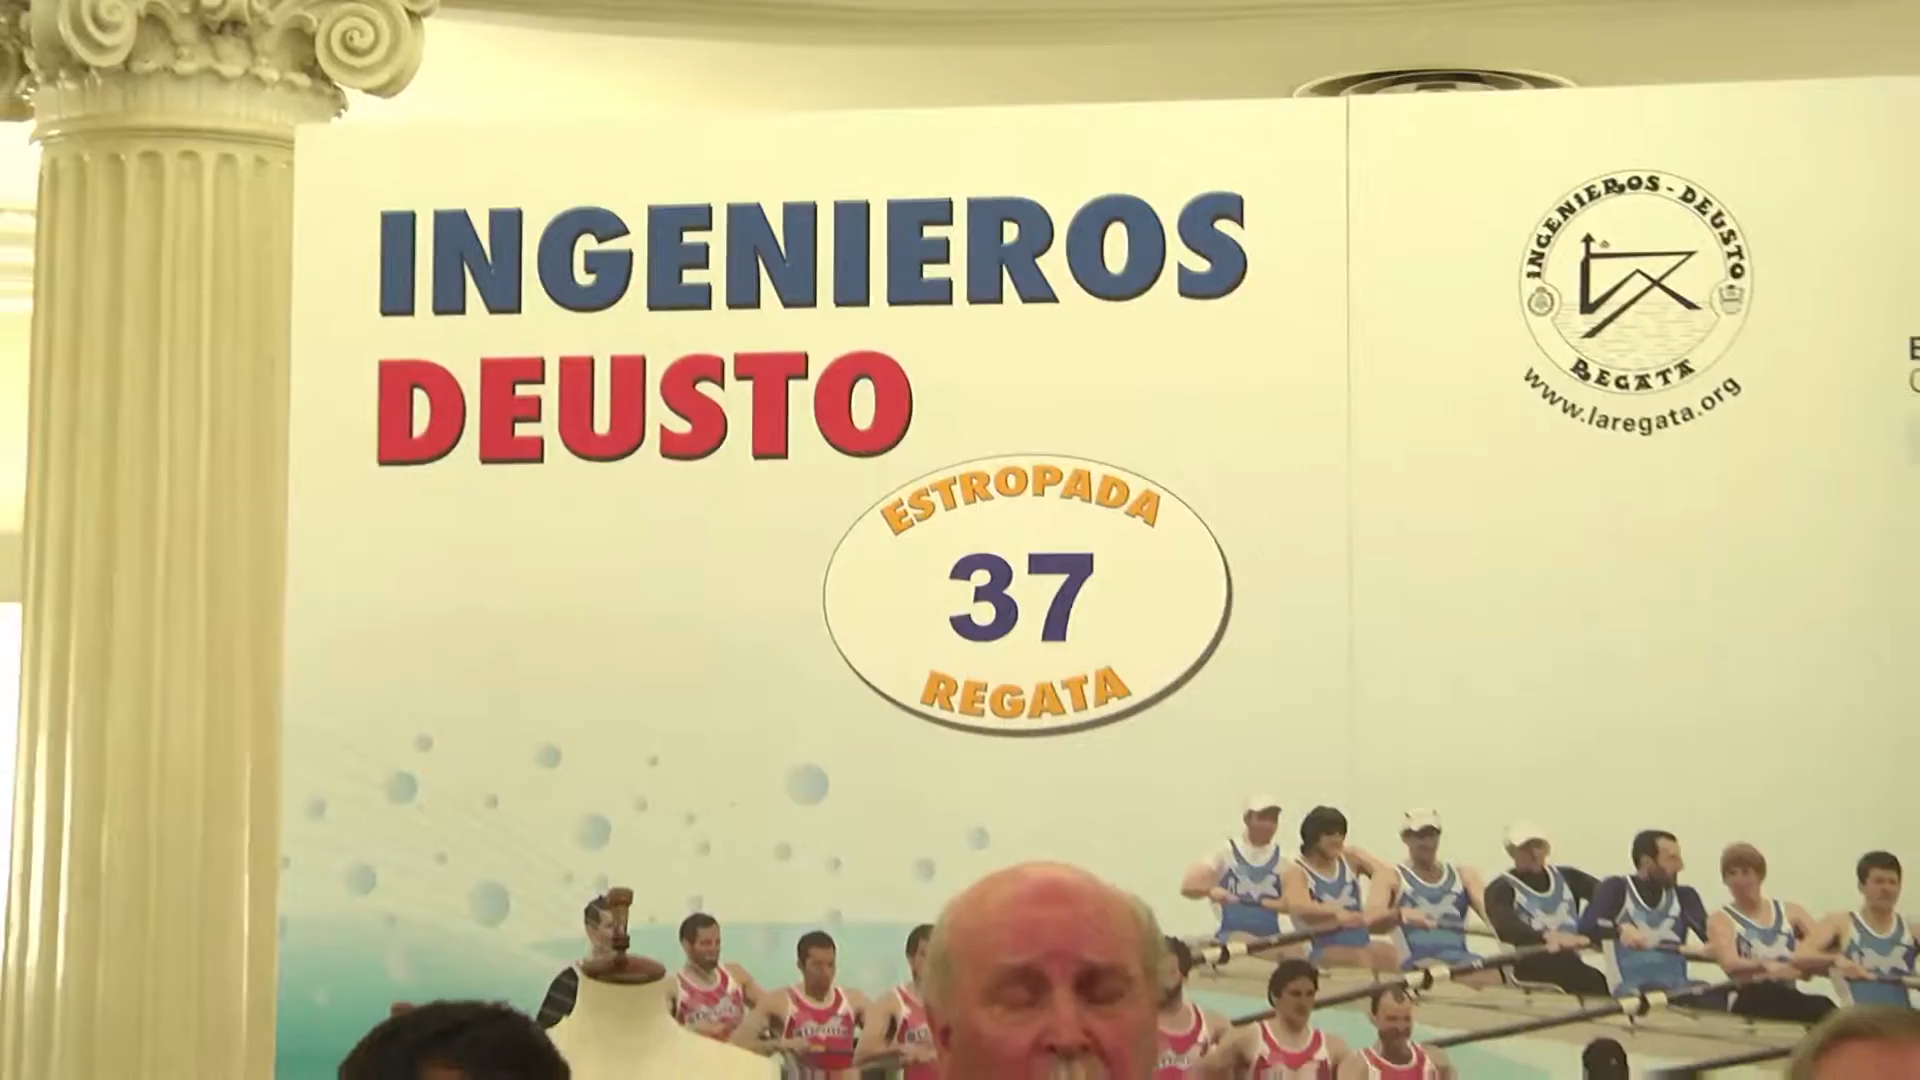 INGENIEROS
DEUSTO
ESTROPADA
37
REGATA
INGENIEROS - DEUSTO
REGATA
www.laregata.org